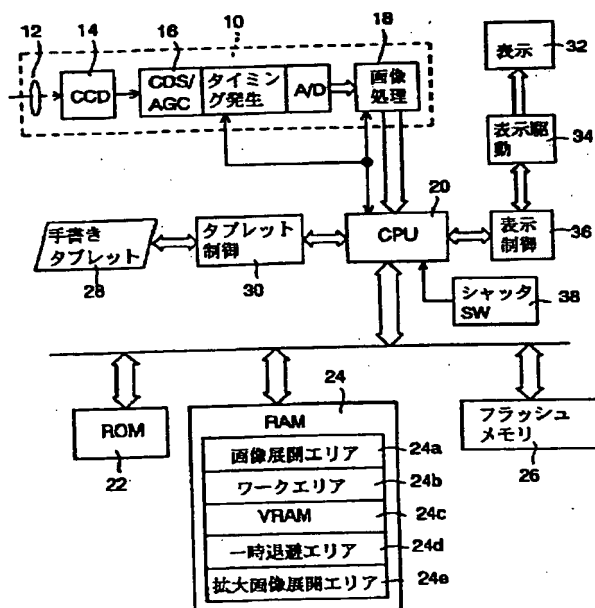 10
12
14
16
18
CCD
CDS/
AGC
タイミ
ング発生
A/D
画像
処理
表示
32
表示駆
動
34
20
手書き
タブレット
28
タブレット
制御
30
CPU
表示
制御
36
シャッタ
SW
38
ROM
22
24
RAM
画像展開エリア
24a
ワークエリア
24b
VRAM
24c
一時退避エリア
24d
拡大画像展開エリア
24e
フラッシュ
メモリ
26